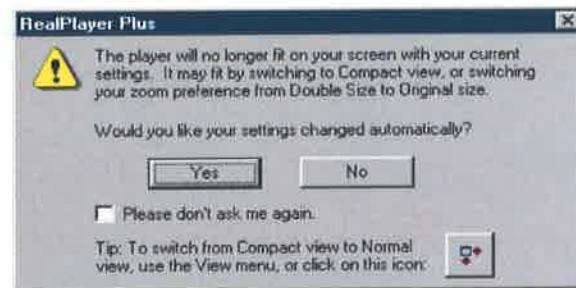 RealPlayer Plus
The player will no longer fit on your screen with your current
settings. It may fit by switching to Compact view, or switching
your zoom preference from Double Size to Original size.
Would you like your settings changed automatically?
Yes
No
Please don't ask me again.
Tip: To switch from Compact view to Normal
view, use the View menu, or click on this icon: